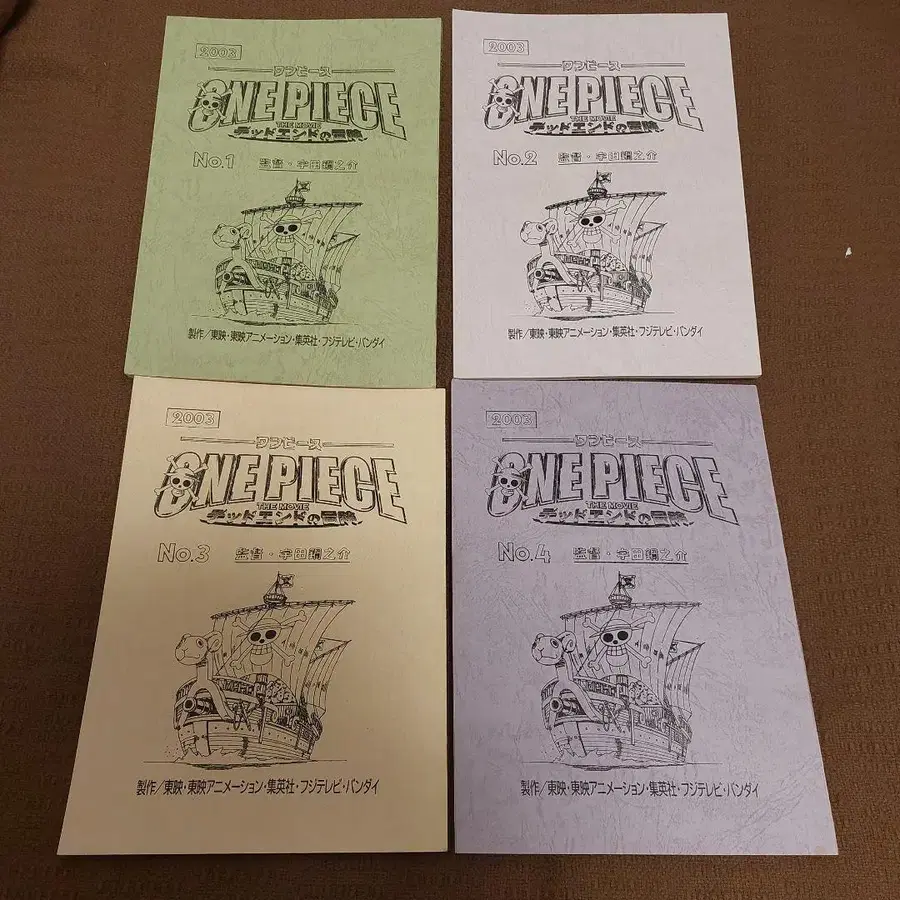 2003
ワンピース
ONE PIECE
THE MOVIE
デッドエンドの冒険
No.1 監督・宇田鋼之介
製作/東映・東映アニメーション・集英社・フジテレビ・バンダイ
2003
ワンピース
ONE PIECE
THE MOVIE
デッドエンドの冒険
No.2 監督・宇田鋼之介
製作/東映・東映アニメーション・集英社・フジテレビ・バンダイ
2003
ワンピース
ONE PIECE
THE MOVIE
デッドエンドの冒険
No.3 監督・宇田鋼之介
製作/東映・東映アニメーション・集英社・フジテレビ・バンダイ
2003
ワンピース
ONE PIECE
THE MOVIE
デッドエンドの冒険
No.4 監督・宇田鋼之介
製作/東映・東映アニメーション・集英社・フジテレビ・バンダイ